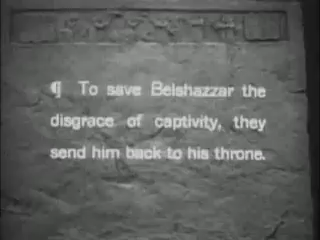 ¶ To save Belshazzar the
disgrace of captivity, they
send him back to his throne.